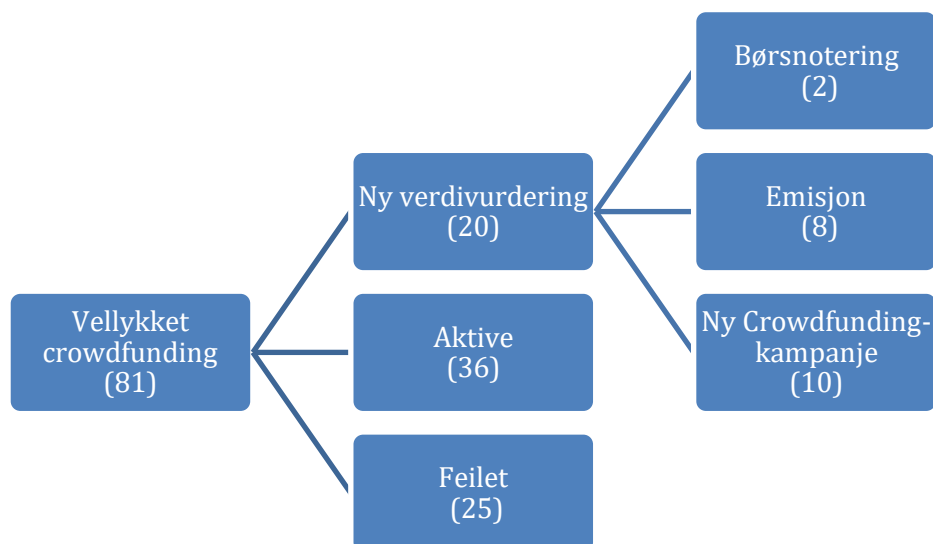 Vellykket
crowdfunding
(81)
Ny verdivurdering
(20)
Aktive
(36)
Feilet
(25)
Børsnotering
(2)
Emisjon
(8)
Ny Crowdfunding-
kampanje
(10)